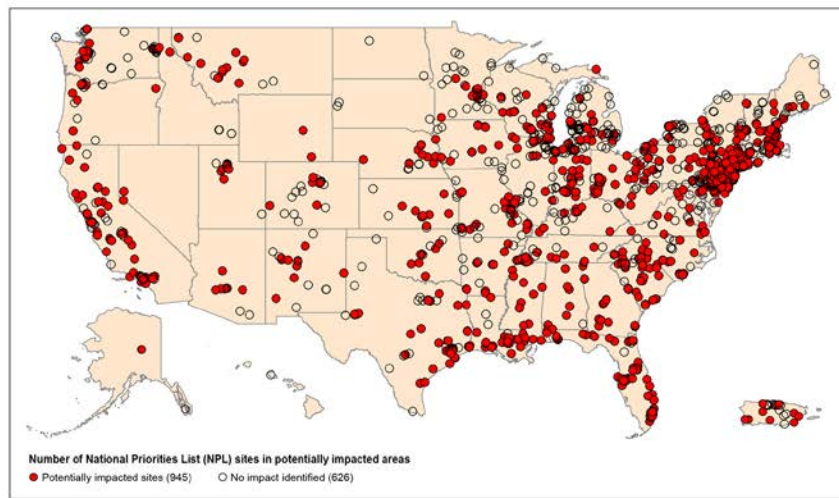 Number of National Priorities List (NPL) sites in potentially impacted areas
Potentially impacted sites (945) No impact identified (626)